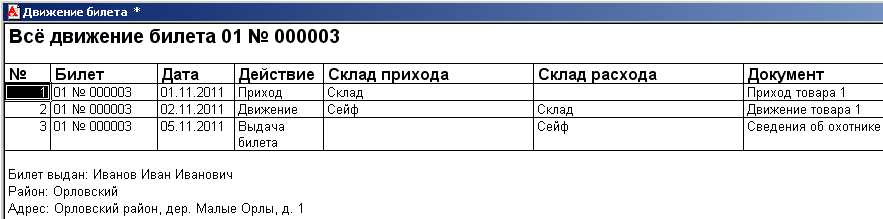 Движение билета *
Всё движение билета 01 № 000003
№ Билет Дата Действие Склад прихода Склад расхода Документ
1 01 № 000003 01.11.2011 Приход Склад Приход товара 1
2 01 № 000003 02.11.2011 Движение Сейф Склад Движение товара 1
3 01 № 000003 05.11.2011 Выдача билета Сейф Сведения об охотнике
Билет выдан: Иванов Иван Иванович
Район: Орловский
Адрес: Орловский район, дер. Малые Орлы, д. 1